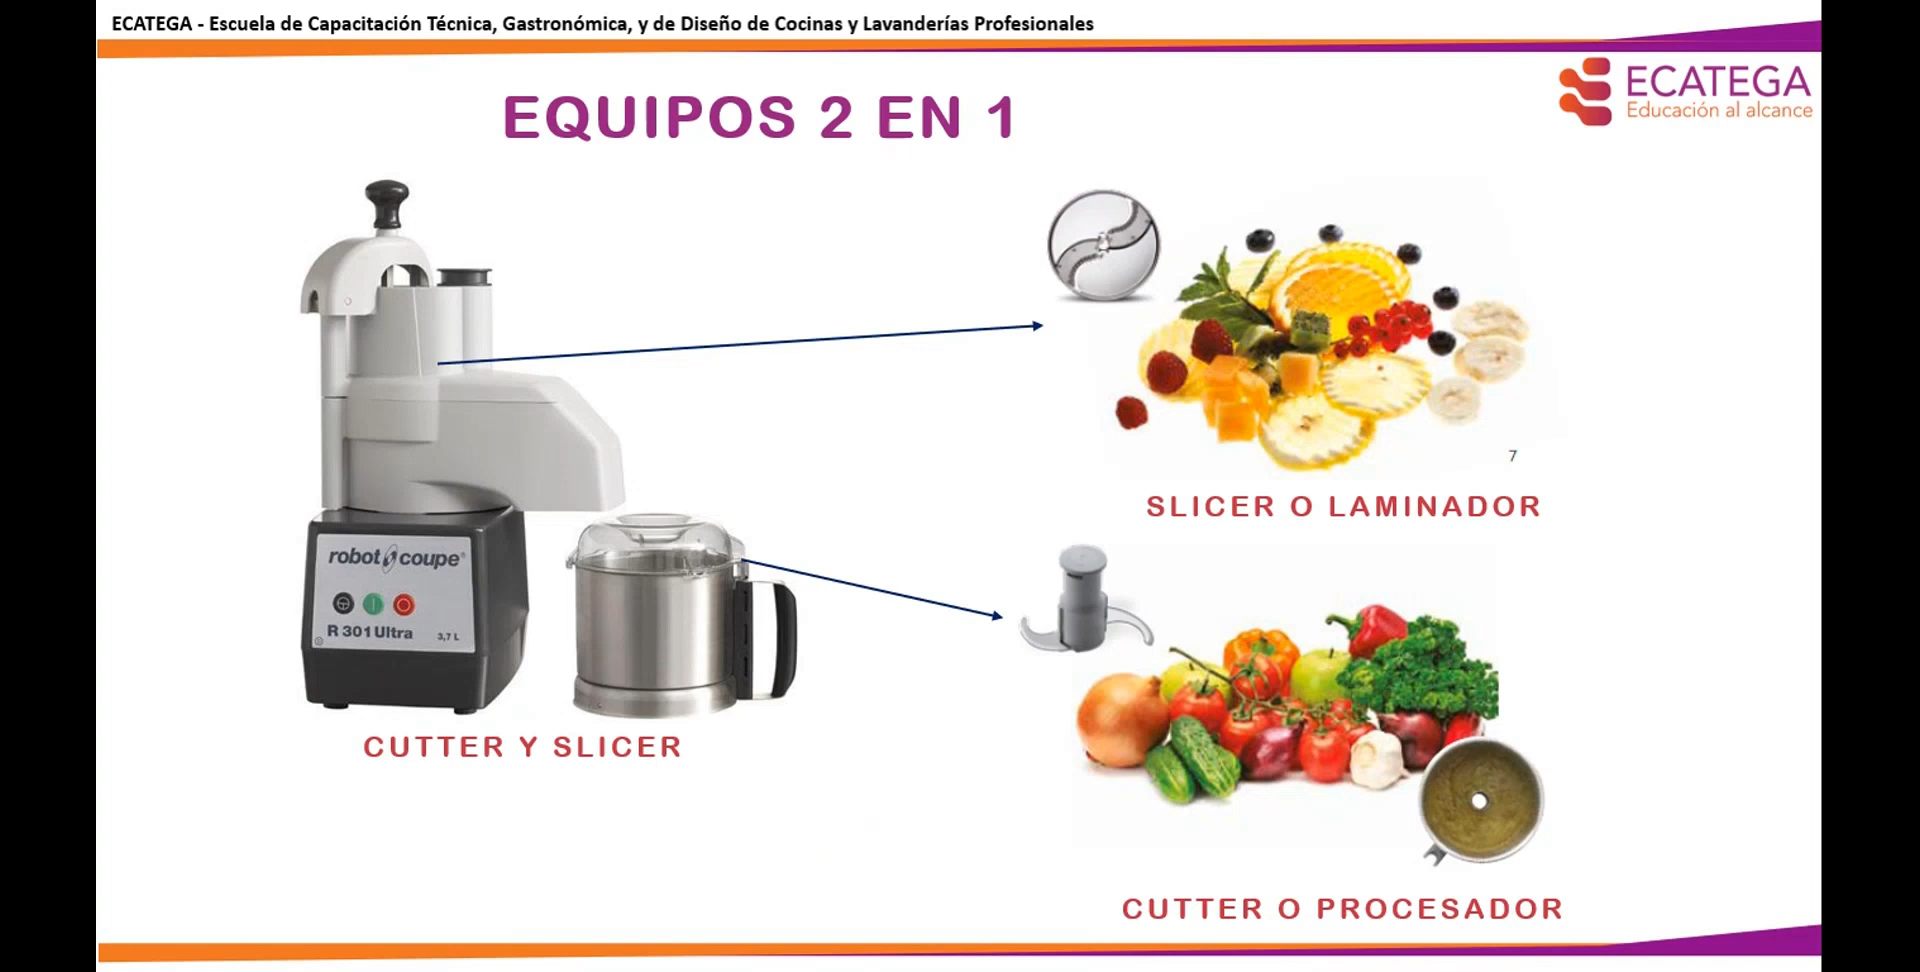 ECATEGA - Escuela de Capacitación Técnica, Gastronómica, y de Diseño de Cocinas y Lavanderías Profesionales
ECATEGA
Educación al alcance
EQUIPOS 2 EN 1
7
SLICER O LAMINADOR
robot coupe®
R 301 Ultra 3,7 L
CUTTER Y SLICER
CUTTER O PROCESADOR